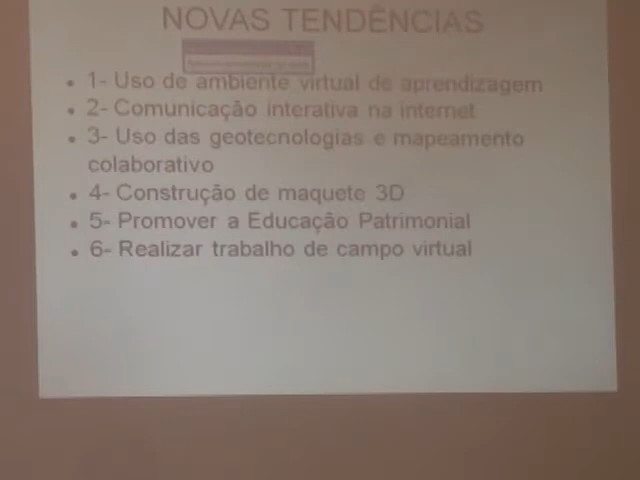 NOVAS TENDÊNCIAS
• 1- Uso de ambiente virtual de aprendizagem
• 2- Comunicação interativa na internet
• 3- Uso das geotecnologias e mapeamento
colaborativo
• 4- Construção de maquete 3D
• 5- Promover a Educação Patrimonial
• 6- Realizar trabalho de campo virtual